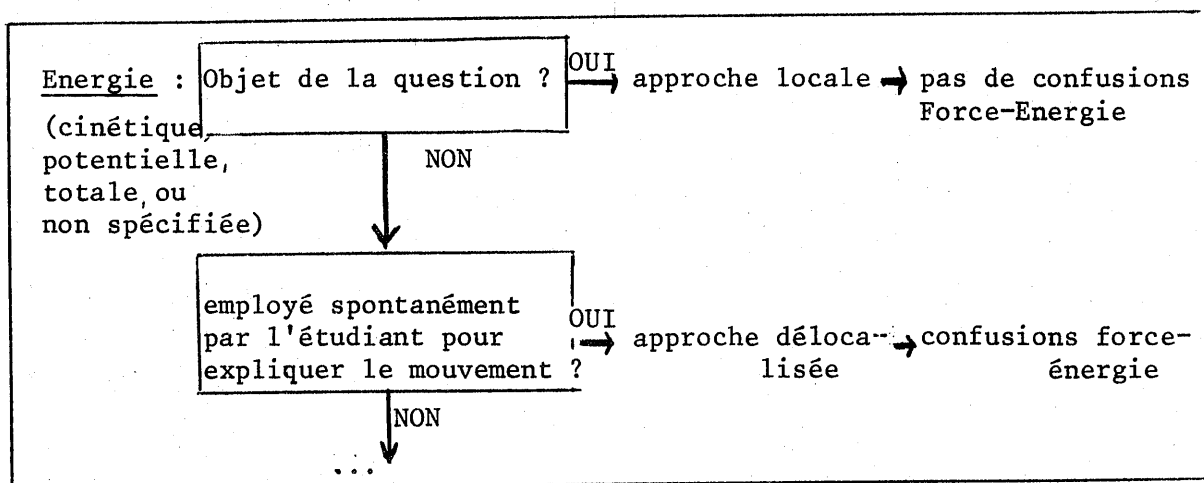 Energie : Objet de la question ? OUI → approche locale → pas de confusions
Force-Energie
(cinétique,
potentielle,
totale, ou
non spécifiée)
NON
employé spontanément
par l'étudiant pour
expliquer le mouvement ?
OUI → approche déloca-
lisée
→ confusions force-
énergie
NON
...